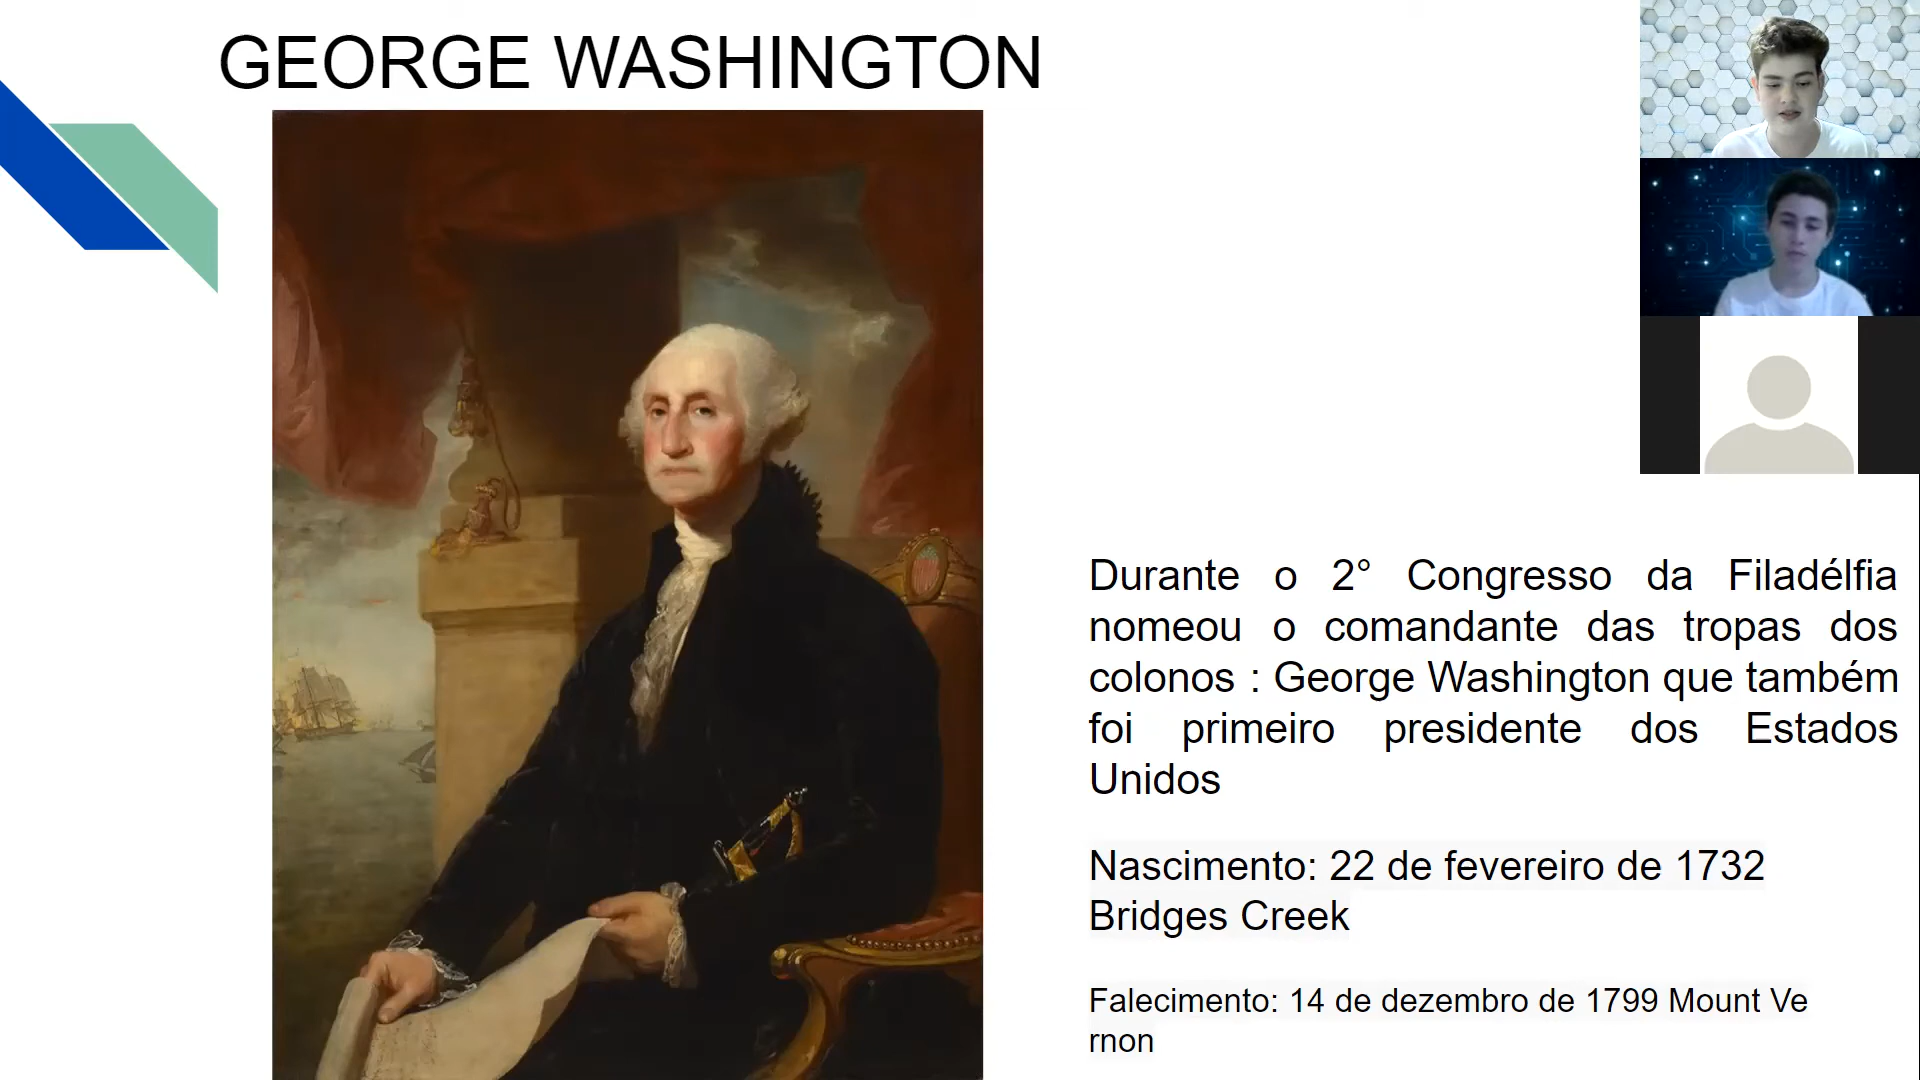 GEORGE WASHINGTON
Durante o 2° Congresso da Filadélfia
nomeou o comandante das tropas dos
colonos : George Washington que também
foi primeiro presidente dos Estados
Unidos
Nascimento: 22 de fevereiro de 1732
Bridges Creek
Falecimento: 14 de dezembro de 1799 Mount Ve
rnon